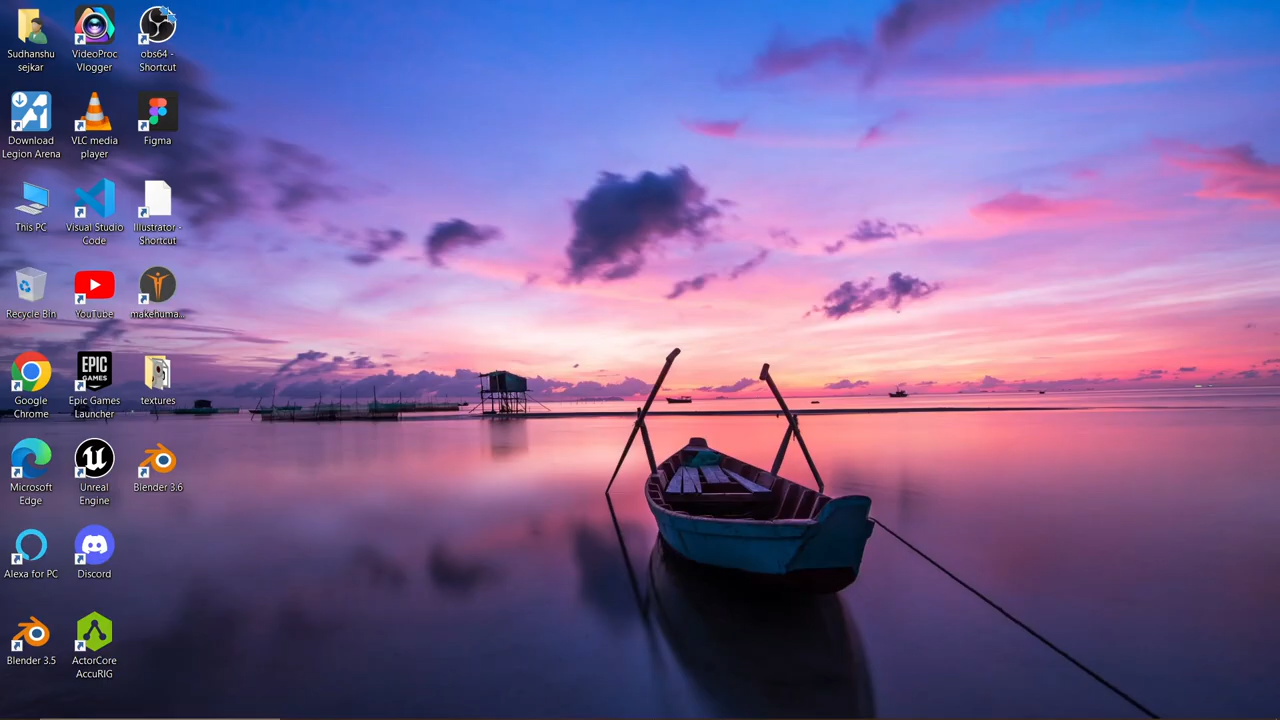 Sudhanshu
sejkar
VideoProc
Vlogger
obs64 -
Shortcut
Download
Legion Arena
VLC media
player
Figma
This PC
Visual Studio
Code
Illustrator -
Shortcut
Recycle Bin
YouTube
makehuma...
Google
Chrome
EPIC
GAMES
Epic Games
Launcher
textures
Microsoft
Edge
Unreal
Engine
Blender 3.6
Alexa for PC
Discord
Blender 3.5
ActorCore
AccuRIG